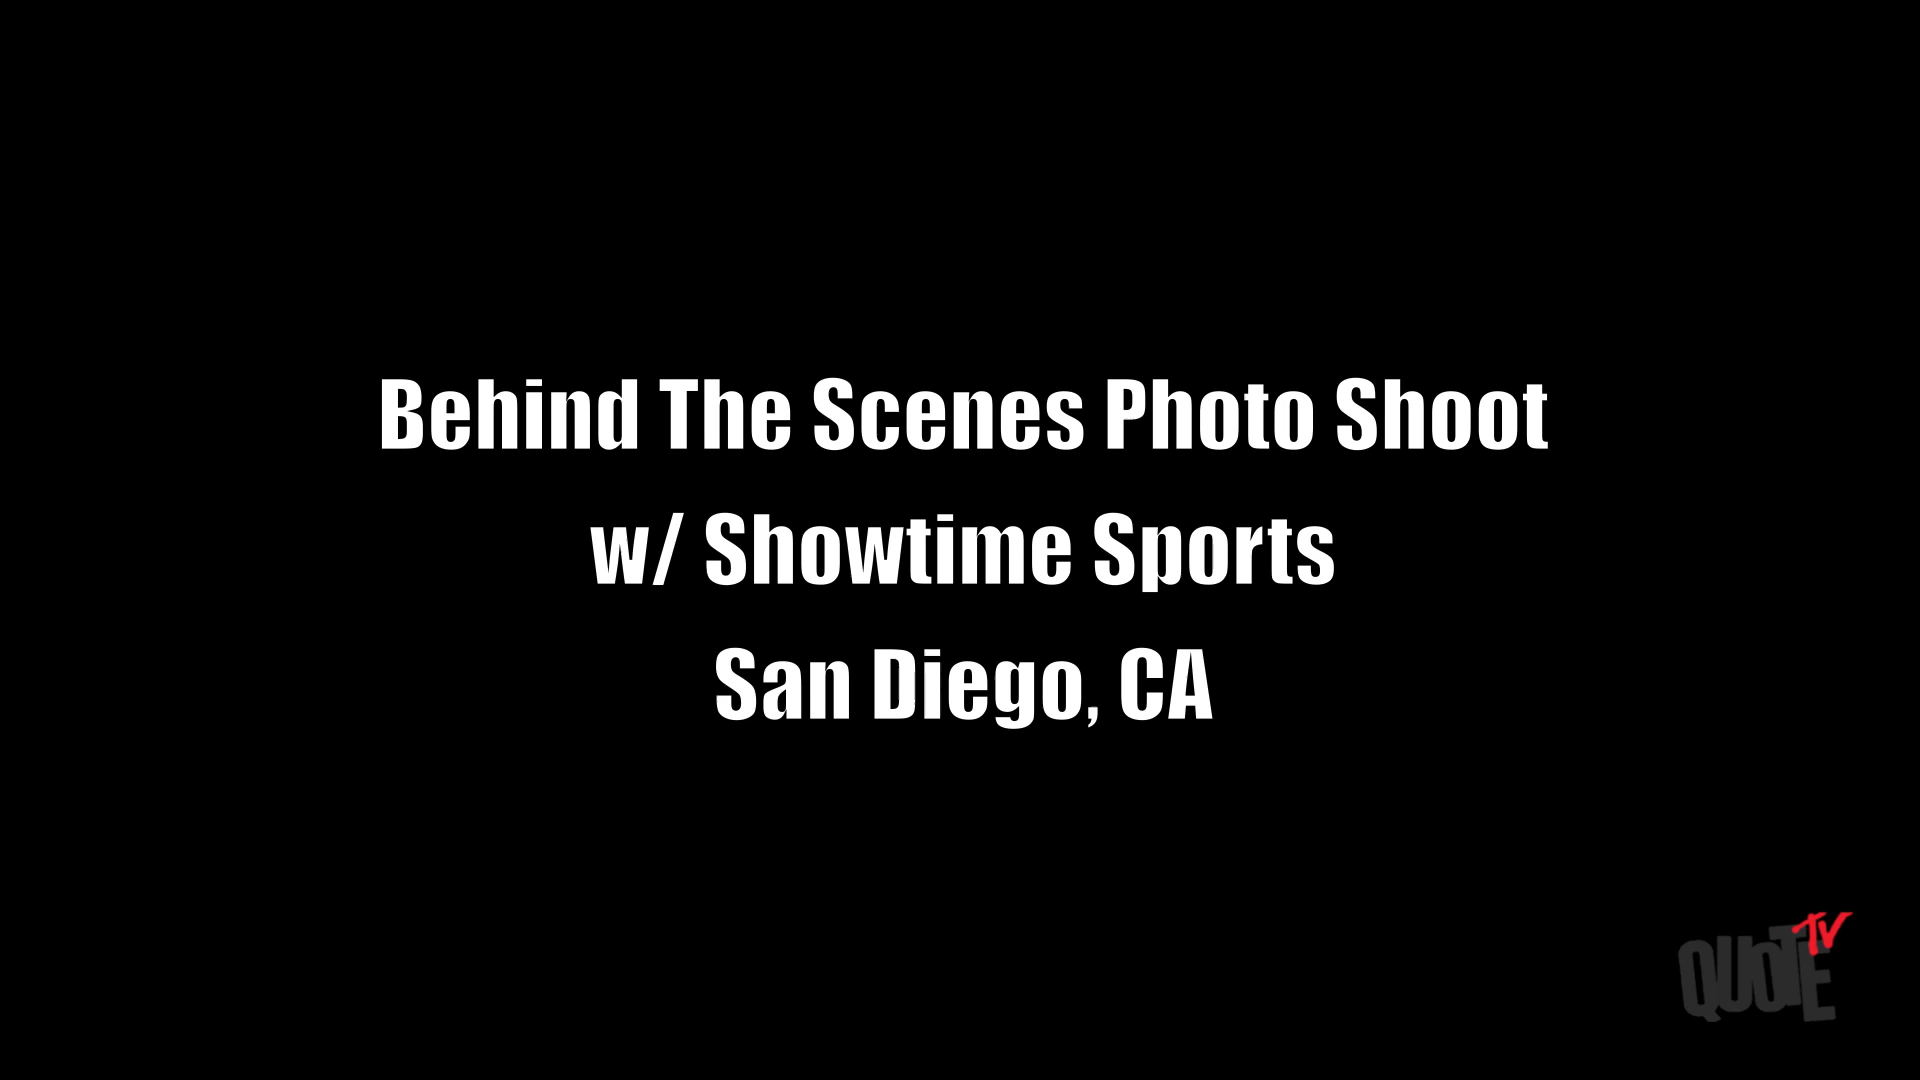 Behind The Scenes Photo Shoot
w/ Showtime Sports
San Diego, CA
QUOTE TV